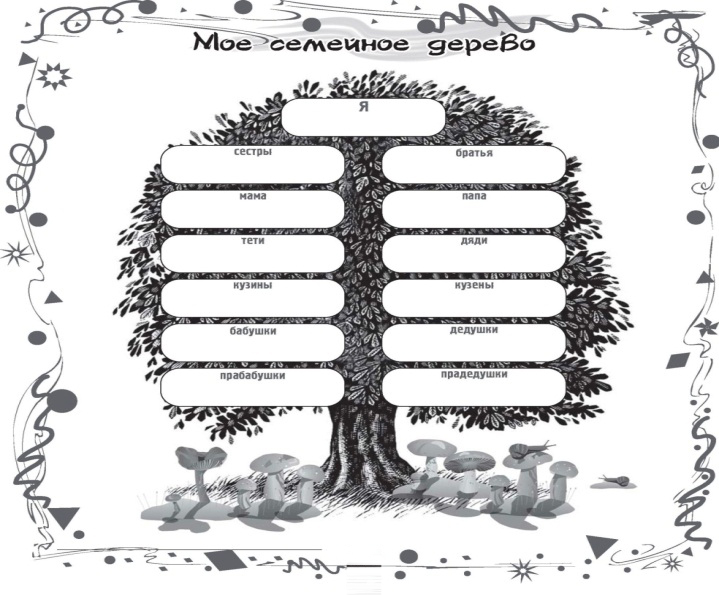 Мое семейное дерево
Я
сестры
братья
мама
папа
тети
дяди
кузины
кузены
бабушки
дедушки
прабабушки
прадедушки